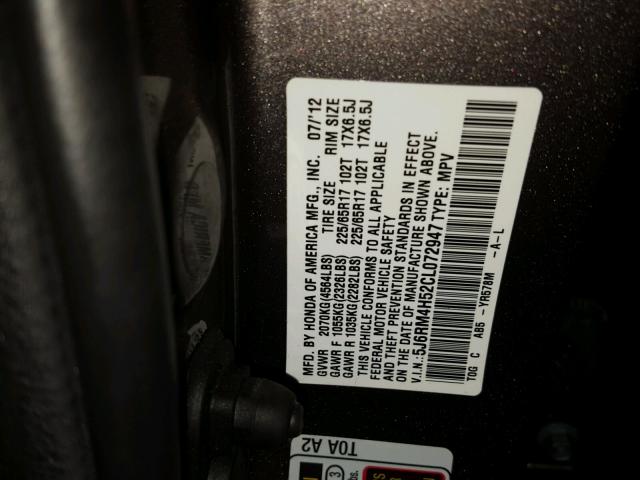 MFD. BY HONDA OF AMERICA MFG., INC. 07/'12
GVWR 2070KG(4564LBS) TIRE SIZE RIM SIZE
GAWR F 1055KG(2326LBS) 225/65R17 102T 17X6.5J
GAWR R 1035KG(2282LBS) 225/65R17 102T 17X6.5J
THIS VEHICLE CONFORMS TO ALL APPLICABLE
FEDERAL MOTOR VEHICLE SAFETY
AND THEFT PREVENTION STANDARDS IN EFFECT
ON THE DATE OF MANUFACTURE SHOWN ABOVE.
V.I.N.:5J6RM4H52CL072947 TYPE: MPV
TOG C AB5 -YR578M -A-L
TOA A2